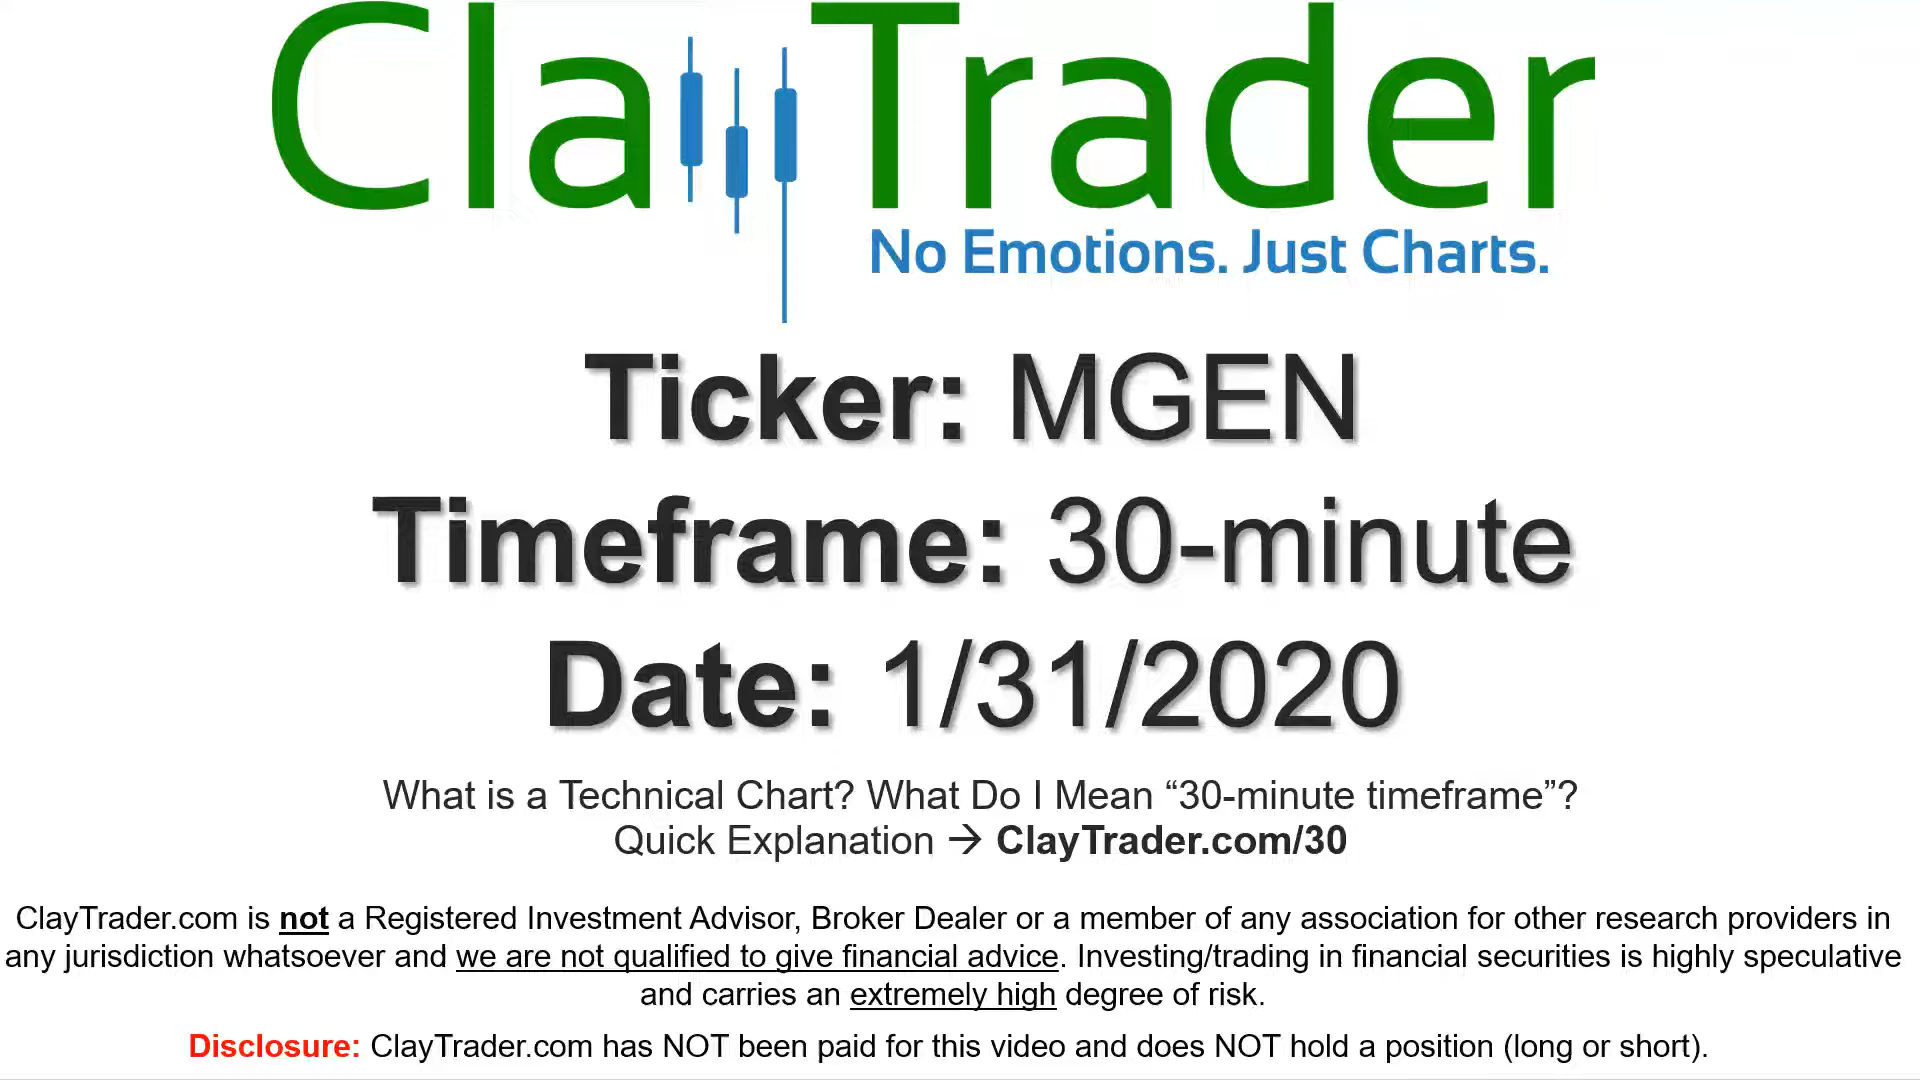 ClayTrader
No Emotions. Just Charts.
Ticker: MGEN
Timeframe: 30-minute
Date: 1/31/2020
What is a Technical Chart? What Do I Mean “30-minute timeframe”?
Quick Explanation → ClayTrader.com/30
ClayTrader.com is not a Registered Investment Advisor, Broker Dealer or a member of any association for other research providers in
any jurisdiction whatsoever and we are not qualified to give financial advice. Investing/trading in financial securities is highly speculative
and carries an extremely high degree of risk.
Disclosure: ClayTrader.com has NOT been paid for this video and does NOT hold a position (long or short).